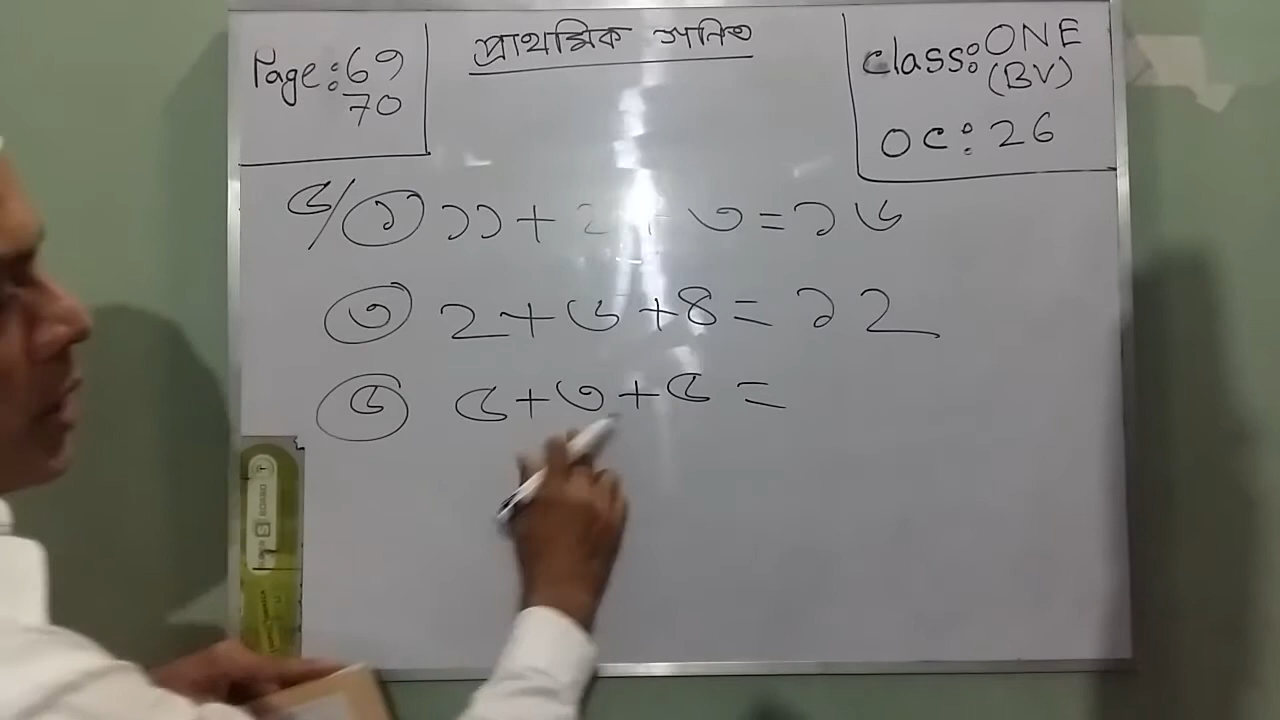 Page: 69
70
প্রাথমিক গনিত
class: ONE
(BV)
OC: 26
৫/ ১ ১১ + ২ + ৩ = ১৬
৩ ২ + ৬ + ৪ = ১২
৫ ৫ + ৩ + ৫ =